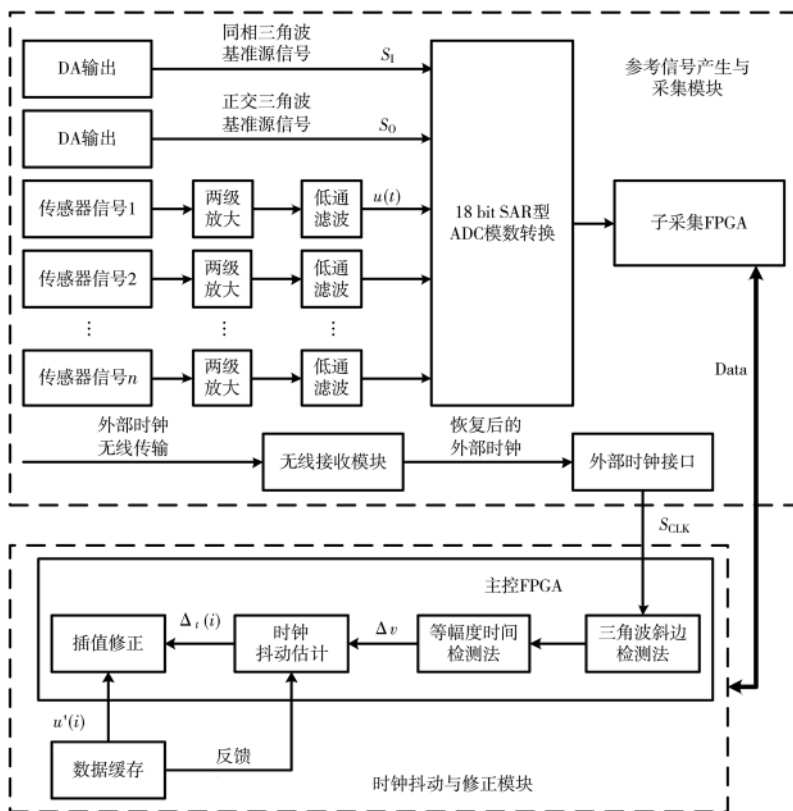 DA输出
同相三角波
基准源信号
S_I
参考信号产生与
采集模块
DA输出
正交三角波
基准源信号
S_O
传感器信号1
两级
放大
低通
滤波
u(t)
18 bit SAR型
ADC模数转换
子采集FPGA
传感器信号2
两级
放大
低通
滤波
⋮
⋮
⋮
传感器信号n
两级
放大
低通
滤波
Data
外部时钟
无线传输
无线接收模块
恢复后的
外部时钟
外部时钟接口
S_CLK
主控FPGA
插值修正
Δ_t(i)
时钟
抖动估计
Δv
等幅度时间
检测法
三角波斜边
检测法
u'(i)
数据缓存
反馈
时钟抖动与修正模块